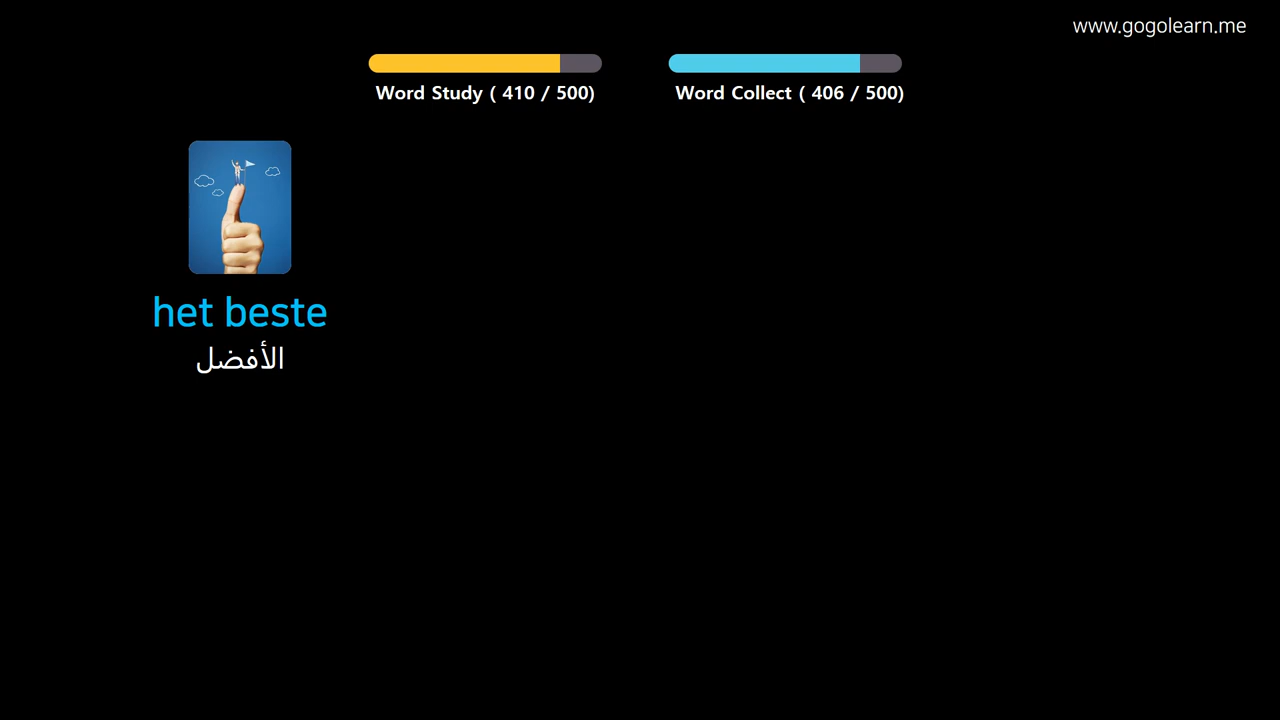 www.gogolearn.me
Word Study ( 410 / 500)
Word Collect ( 406 / 500)
het beste
الأفضل